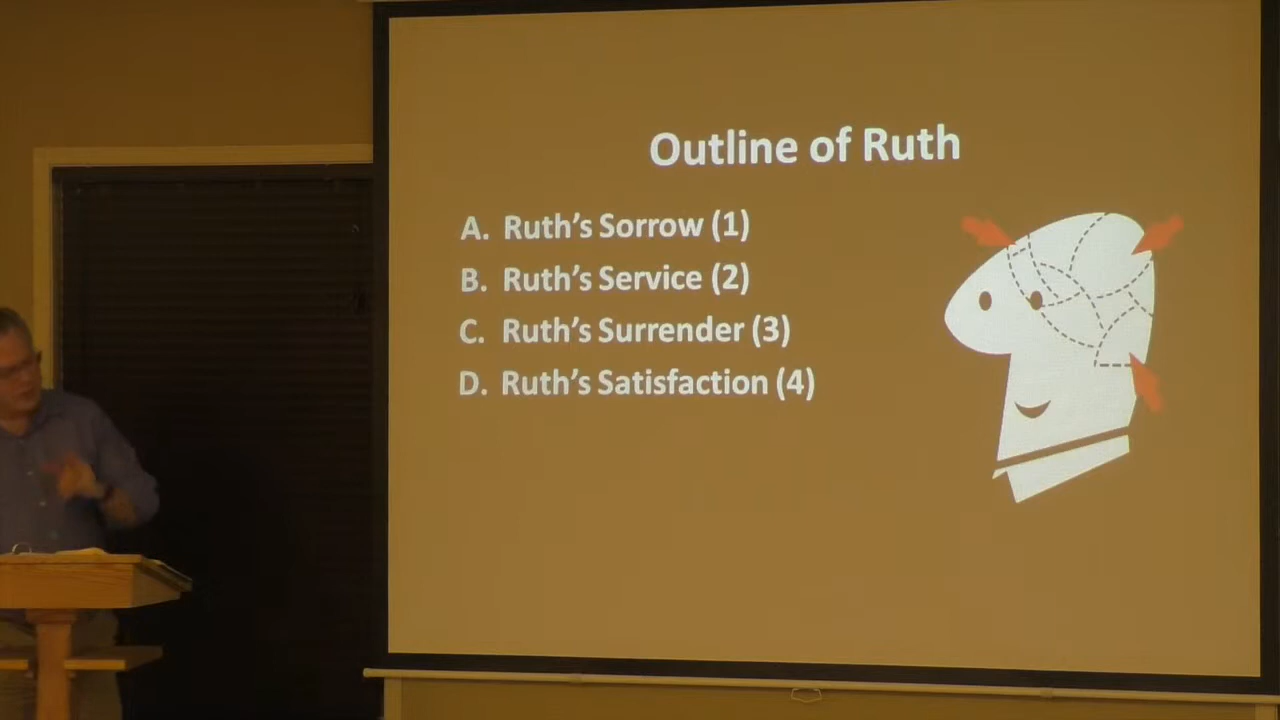 Outline of Ruth
A. Ruth’s Sorrow (1)
B. Ruth’s Service (2)
C. Ruth’s Surrender (3)
D. Ruth’s Satisfaction (4)